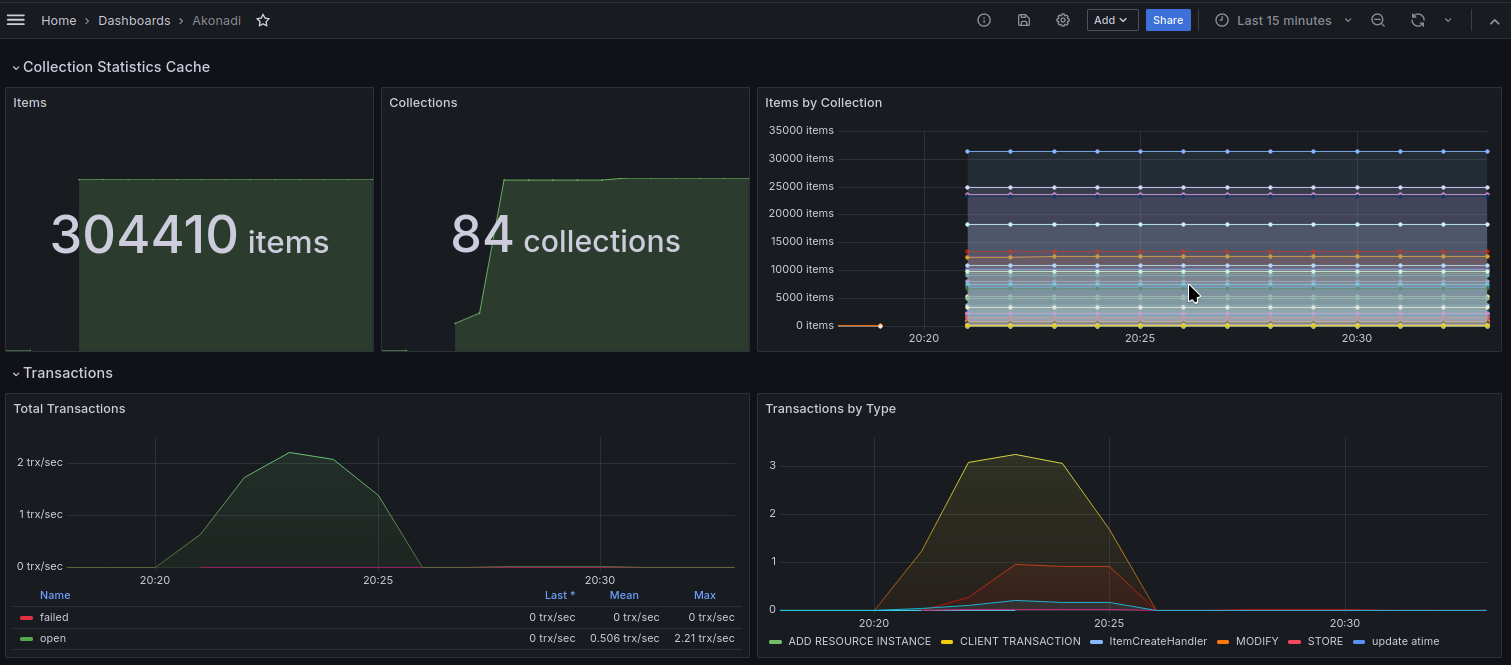 Home › Dashboards › Akonadi
Add
Share
Last 15 minutes
Collection Statistics Cache
Items
304410 items
Collections
84 collections
Items by Collection
35000 items
30000 items
25000 items
20000 items
15000 items
10000 items
5000 items
0 items
20:20 20:25 20:30
Transactions
Total Transactions
2 trx/sec
1 trx/sec
0 trx/sec
20:20 20:25 20:30
Name Last * Mean Max
failed 0 trx/sec 0 trx/sec 0 trx/sec
open 0 trx/sec 0.506 trx/sec 2.21 trx/sec
Transactions by Type
3
2
1
0
20:20 20:25 20:30
ADD RESOURCE INSTANCE CLIENT TRANSACTION ItemCreateHandler MODIFY STORE update atime